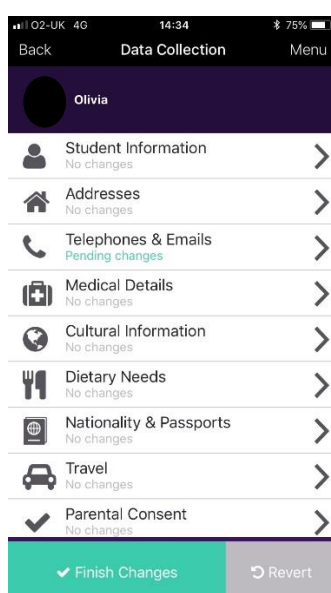 O2-UK 4G 14:34 75%
Back Data Collection Menu
Olivia
Student Information
No changes
Addresses
No changes
Telephones & Emails
Pending changes
Medical Details
No changes
Cultural Information
No changes
Dietary Needs
No changes
Nationality & Passports
No changes
Travel
No changes
Parental Consent
No changes
Finish Changes Revert